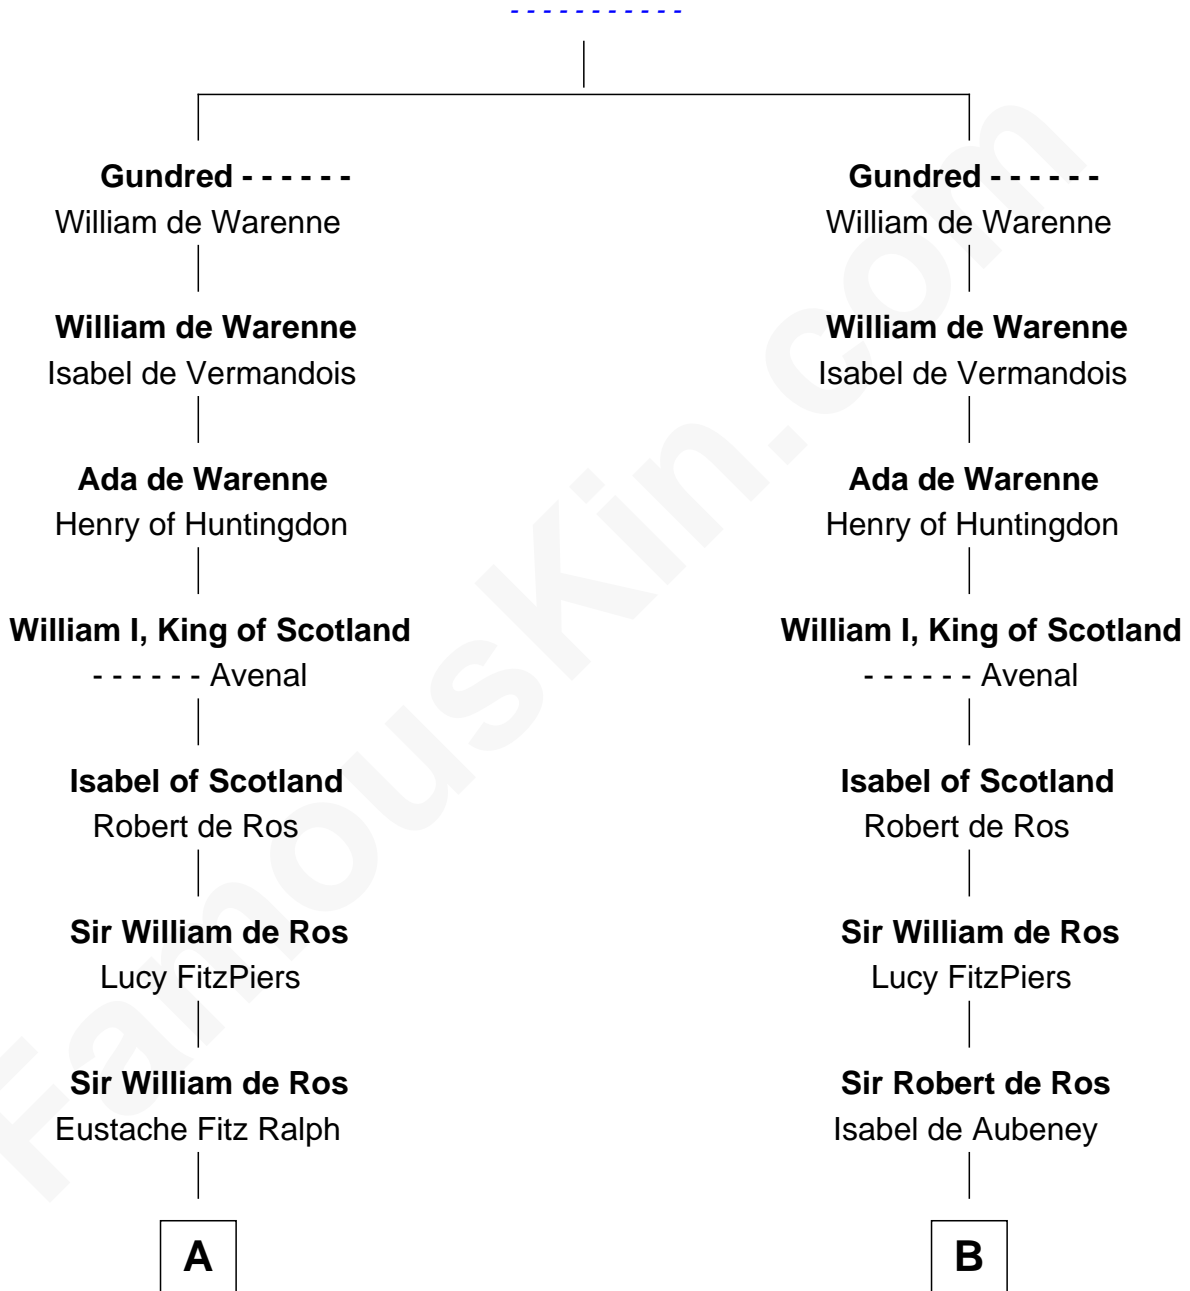 - - - - - - - - - - -
Gundred - - - - - -
William de Warenne
William de Warenne
Isabel de Vermandois
Ada de Warenne
Henry of Huntingdon
William I, King of Scotland
- - - - - - Avenal
Isabel of Scotland
Robert de Ros
Sir William de Ros
Lucy FitzPiers
Sir William de Ros
Eustache Fitz Ralph
A
Gundred - - - - - -
William de Warenne
William de Warenne
Isabel de Vermandois
Ada de Warenne
Henry of Huntingdon
William I, King of Scotland
- - - - - - Avenal
Isabel of Scotland
Robert de Ros
Sir William de Ros
Lucy FitzPiers
Sir Robert de Ros
Isabel de Aubeney
B
FamousKin.com